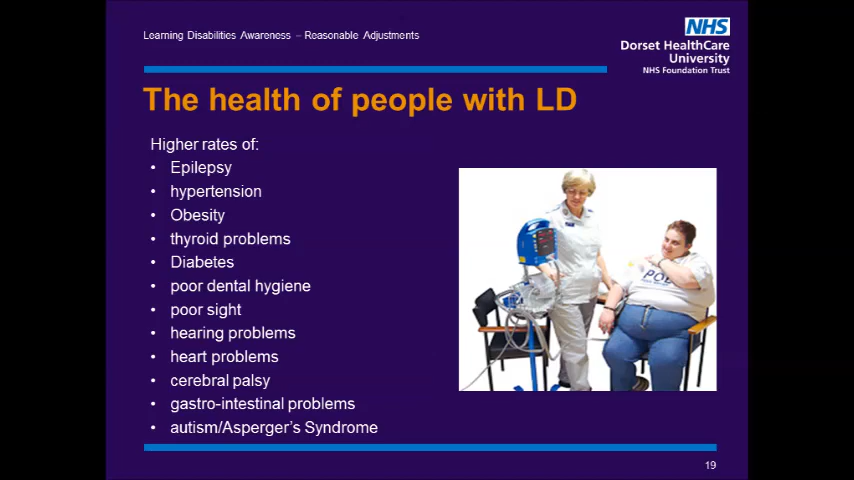 Learning Disabilities Awareness – Reasonable Adjustments
NHS
Dorset HealthCare
University
NHS Foundation Trust
The health of people with LD
Higher rates of:
• Epilepsy
• hypertension
• Obesity
• thyroid problems
• Diabetes
• poor dental hygiene
• poor sight
• hearing problems
• heart problems
• cerebral palsy
• gastro-intestinal problems
• autism/Asperger's Syndrome
19